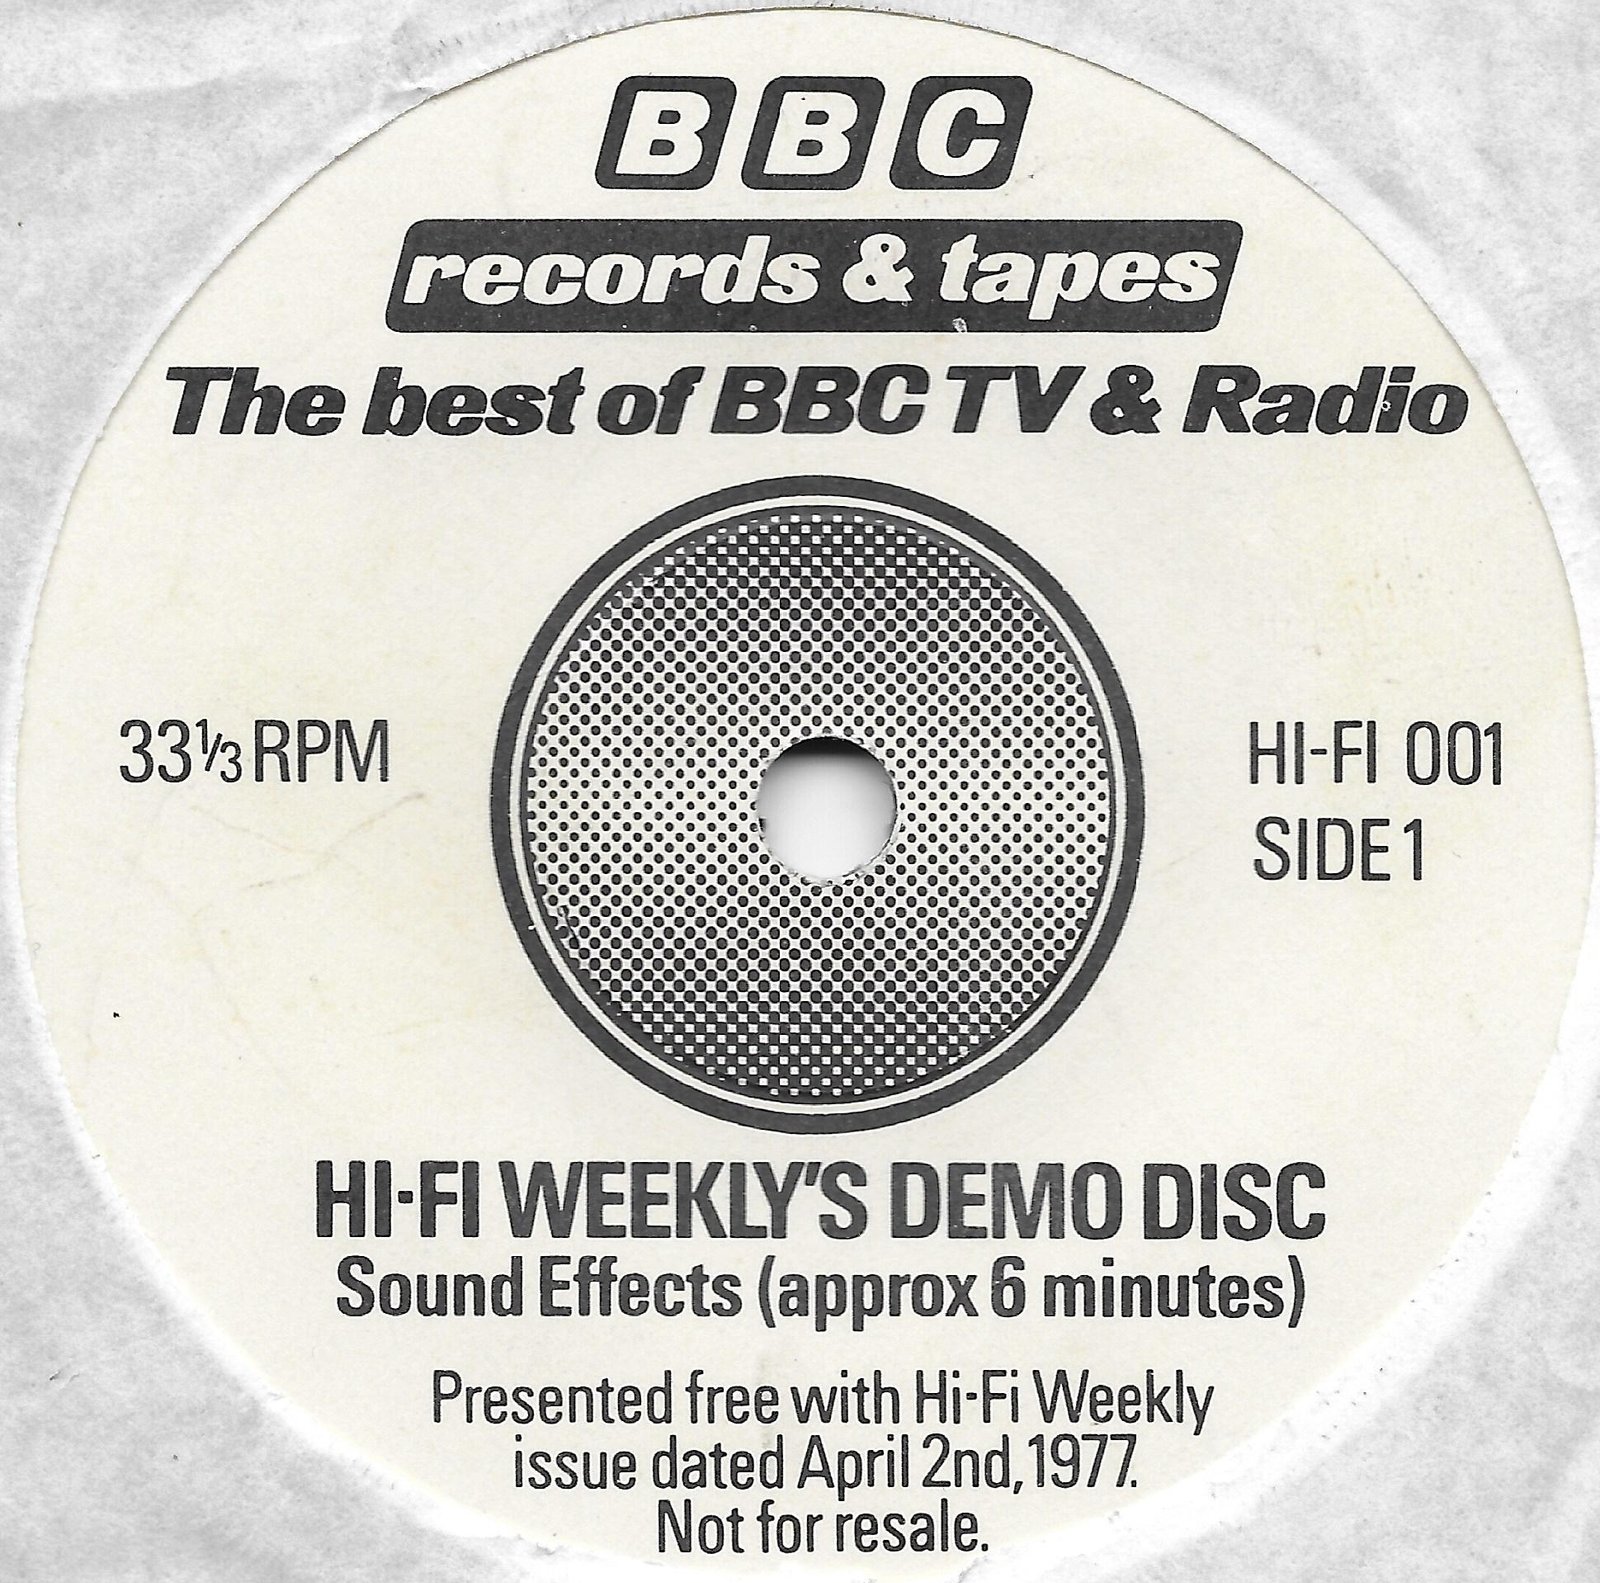 BBC
records & tapes
The best of BBC TV & Radio
33⅓ RPM
HI-FI 001
SIDE 1
HI-FI WEEKLY'S DEMO DISC
Sound Effects (approx 6 minutes)
Presented free with Hi-Fi Weekly
issue dated April 2nd, 1977.
Not for resale.